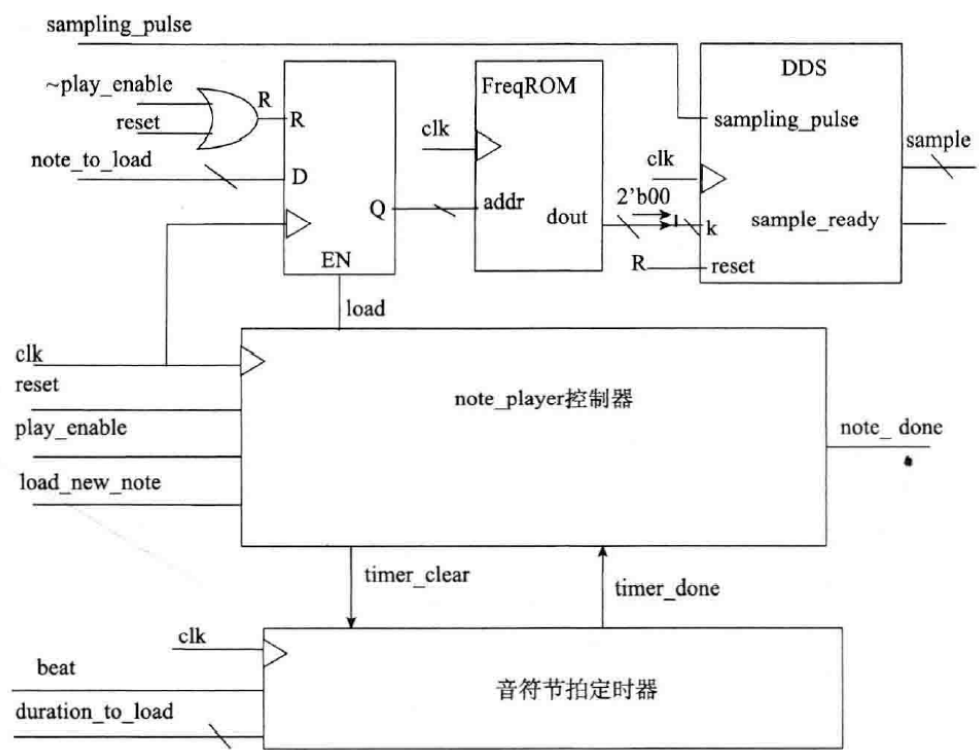 sampling_pulse
~play_enable
R
reset
R
note_to_load
D
Q
EN
load
FreqROM
clk
addr
dout
2'b00
DDS
sampling_pulse
clk
k
sample_ready
R
reset
sample
clk
reset
play_enable
load_new_note
note_player控制器
note_ done
timer_clear
timer_done
clk
beat
duration_to_load
音符节拍定时器